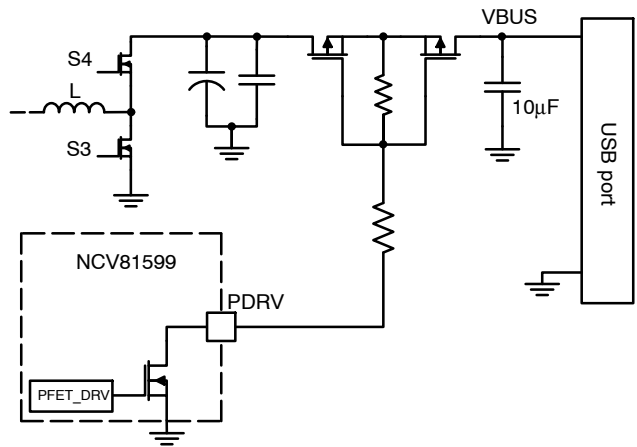 VBUS
S4
L
10μF
S3
USB port
NCV81599
PDRV
PFET_DRV